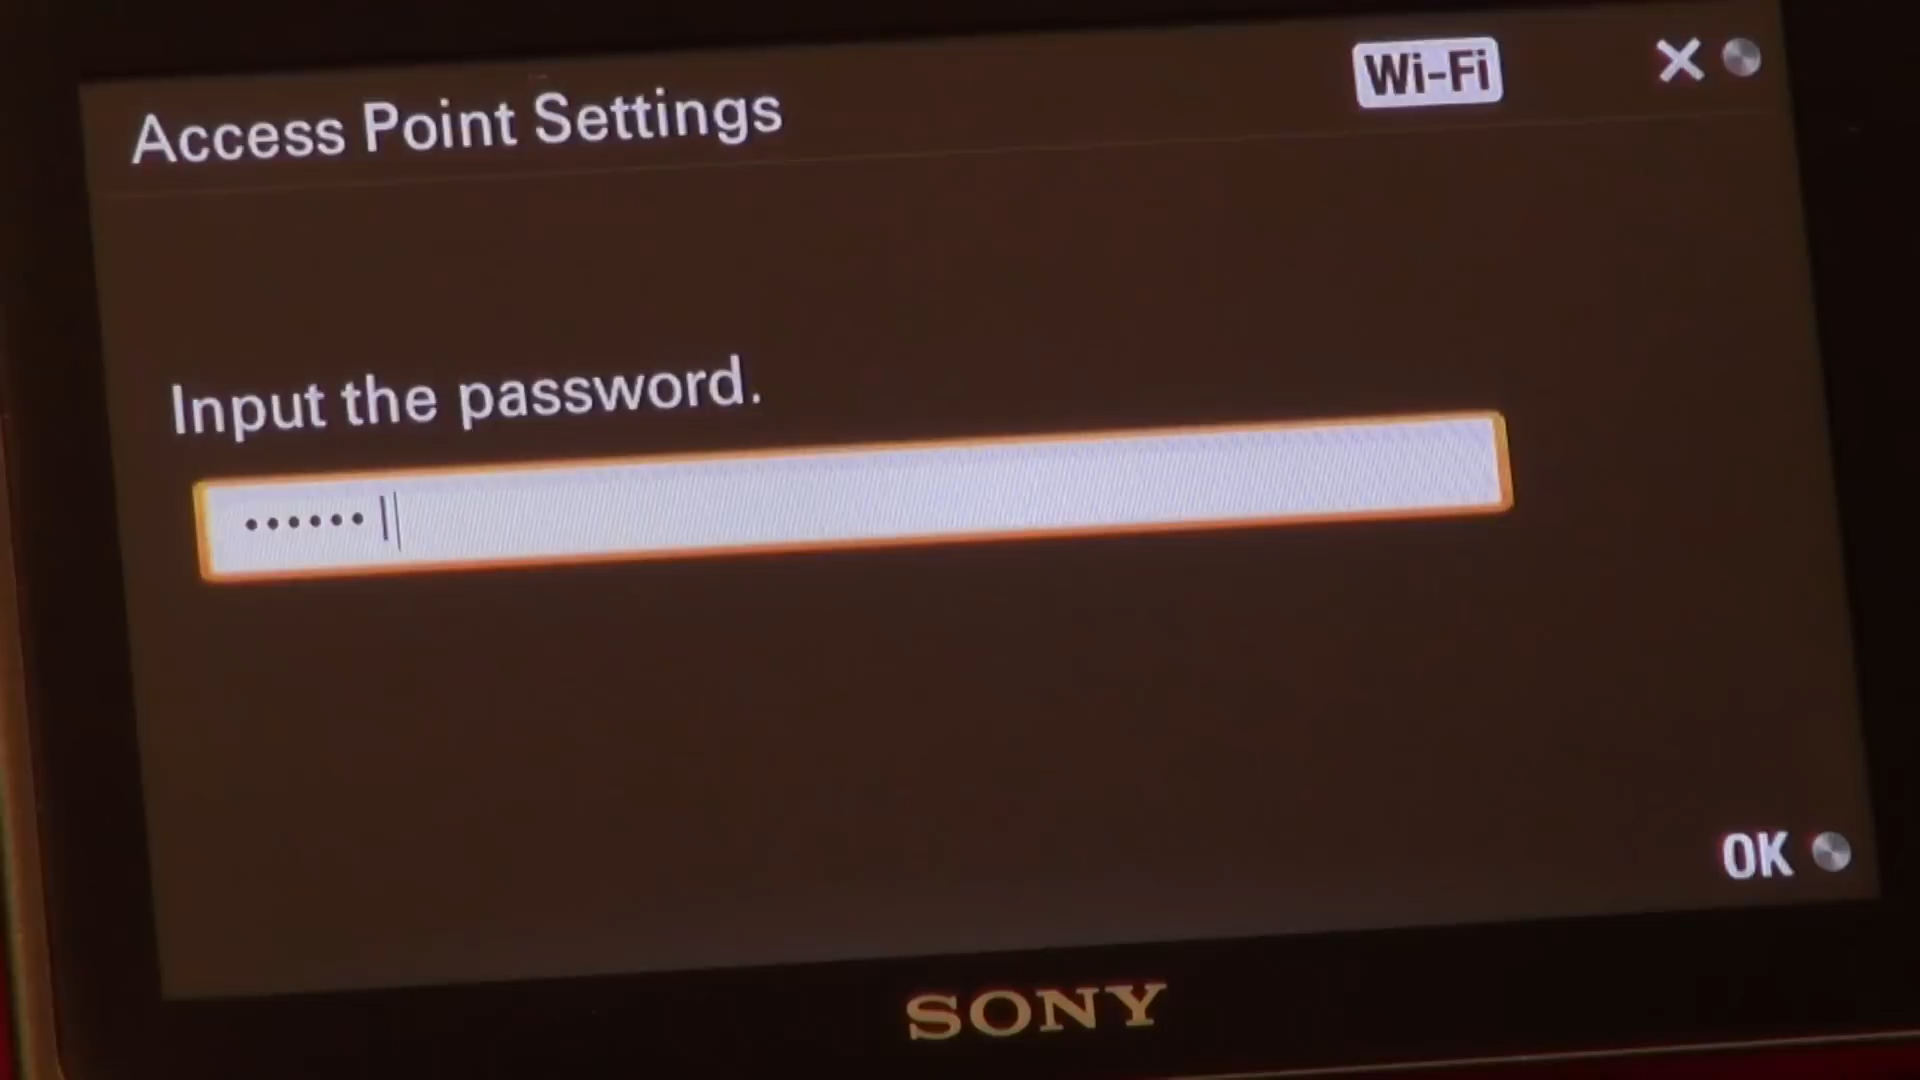 Access Point Settings
Wi-Fi
Input the password.
••••••|
OK
SONY